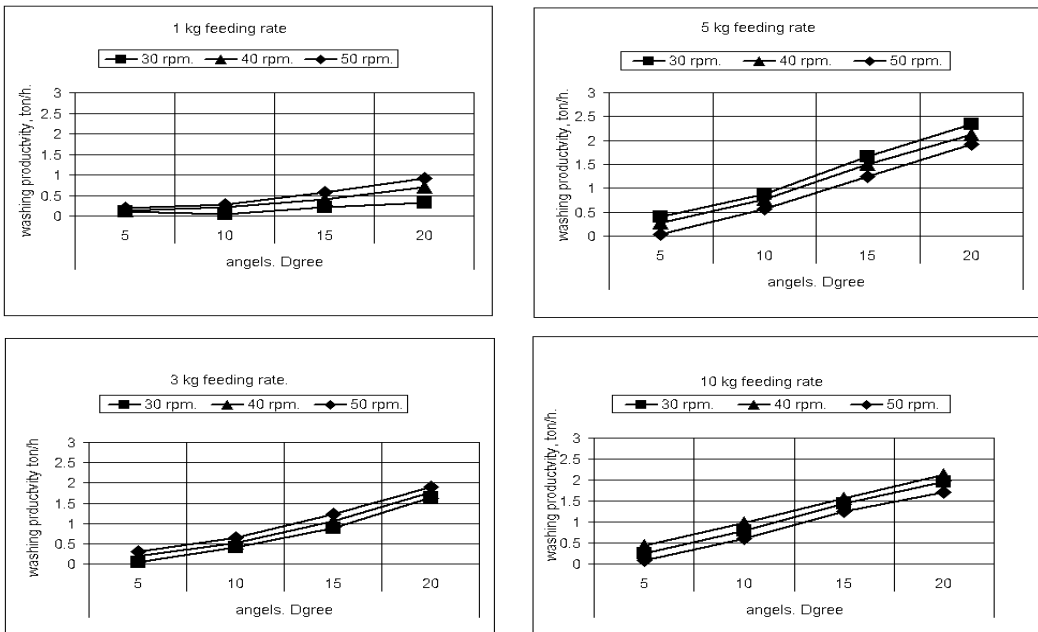 1 kg feeding rate
30 rpm. 40 rpm. 50 rpm.
washing productvity, ton/h.
3
2.5
2
1.5
1
0.5
0
5 10 15 20
angels. Dgree
5 kg feeding rate
30 rpm. 40 rpm. 50 rpm.
washing productvity, ton/h.
3
2.5
2
1.5
1
0.5
0
5 10 15 20
angels. Dgree
3 kg feeding rate.
30 rpm. 40 rpm. 50 rpm.
washing prductvity ton/h
3
2.5
2
1.5
1
0.5
0
5 10 15 20
angels. Dgree
10 kg feeding rate
30 rpm. 40 rpm. 50 rpm.
washing productvity, ton/h.
3
2.5
2
1.5
1
0.5
0
5 10 15 20
angels. Dgree